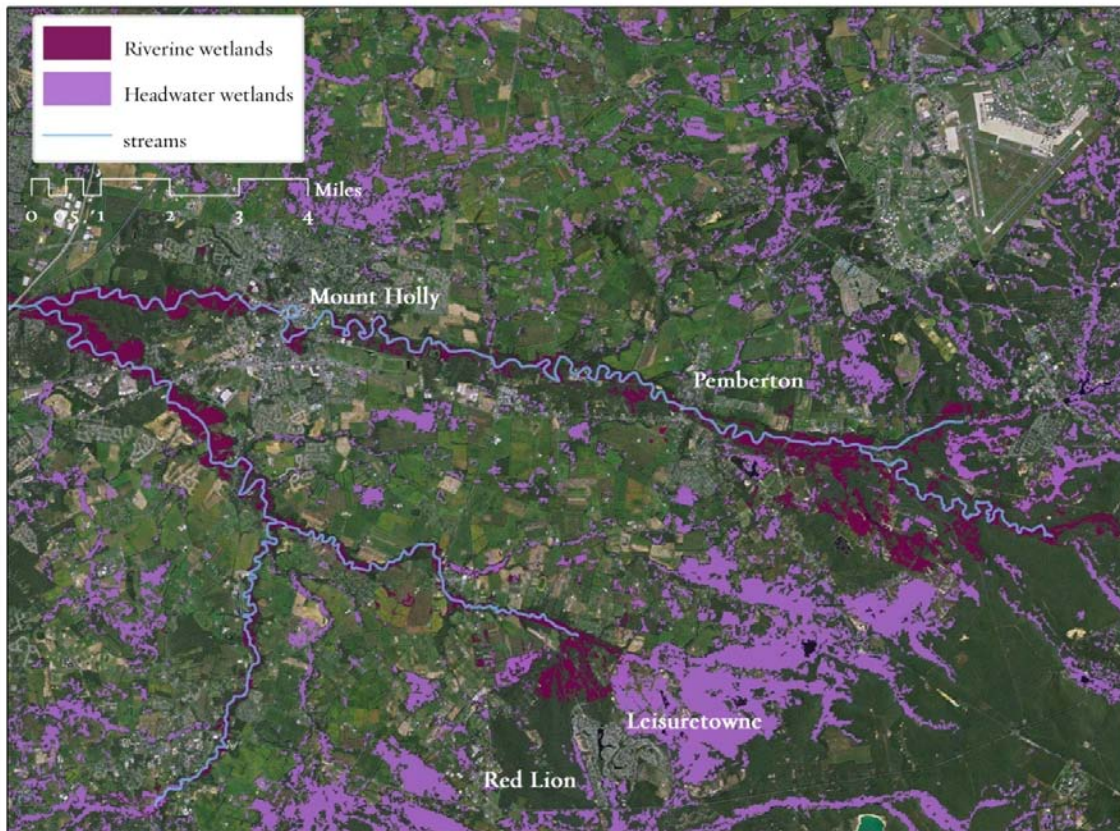 Riverine wetlands
Headwater wetlands
streams
Miles
0 0.5 1 2 3 4
Mount Holly
Pemberton
Leisuretowne
Red Lion